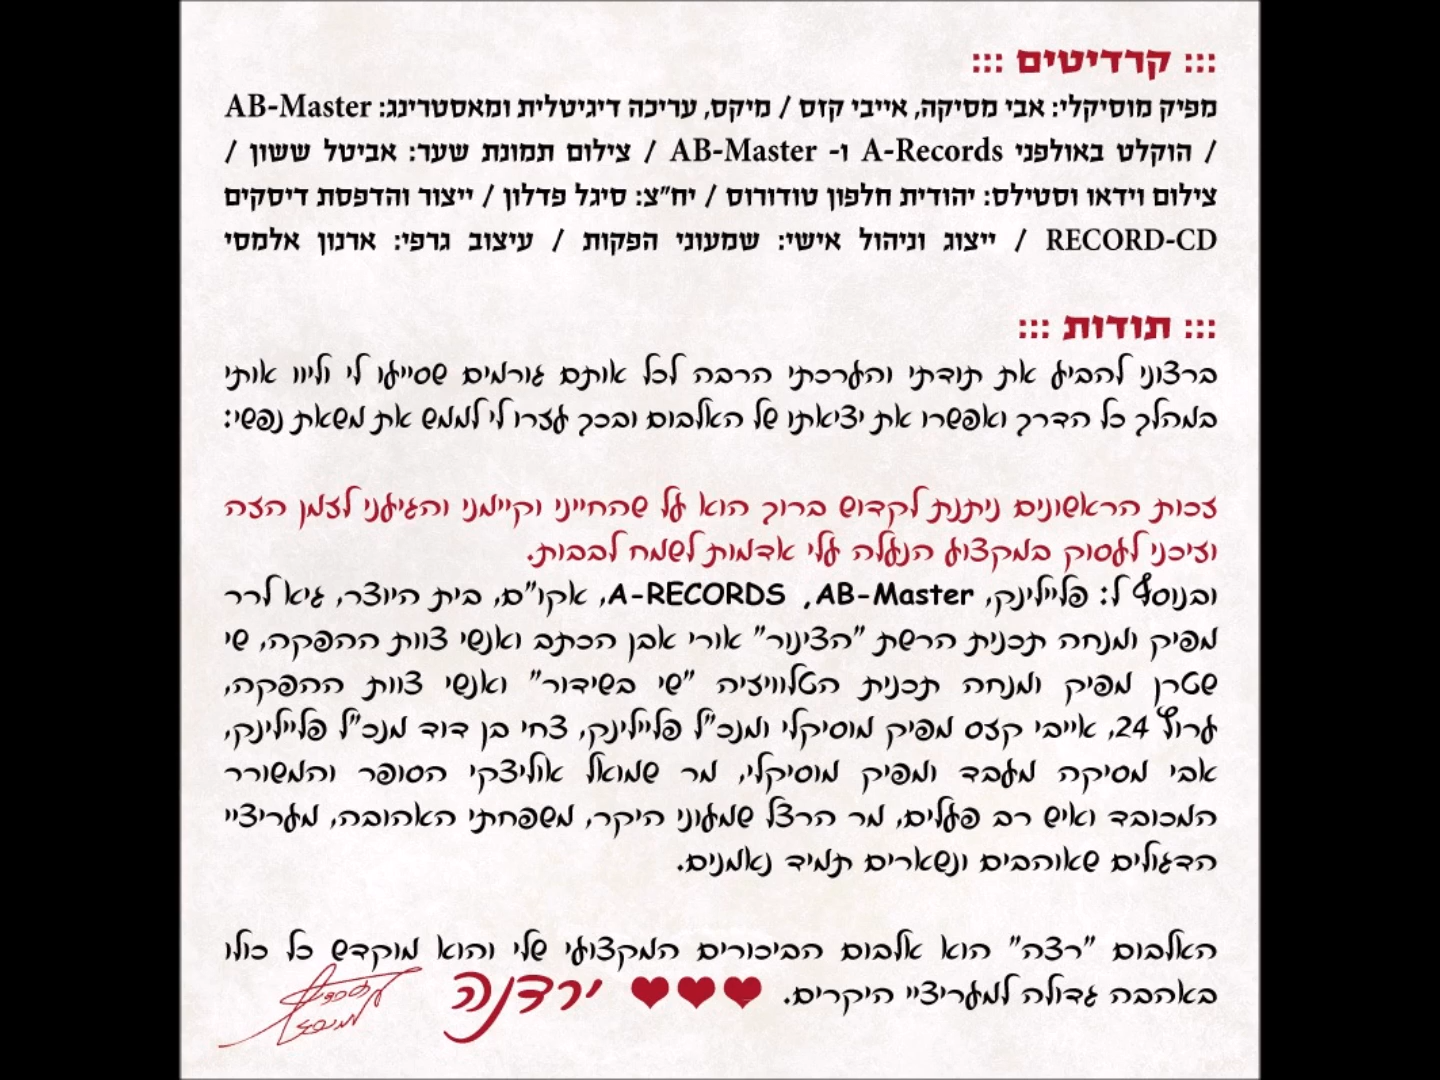 ::: קרדיטים :::
מפיק מוסיקלי: אבי מסיקה, אייבי קזס / מיקס, עריכה דיגיטלית ומאסטרינג: AB-Master
/ הוקלט באולפני A-Records ו- AB-Master / צילום תמונת שער: אביטל ששון /
צילום וידאו וסטילס: יהודית חלפון טודורוס / יח"צ: סיגל פדלון / ייצור והדפסת דיסקים
RECORD-CD / ייצוג וניהול אישי: שמעוני הפקות / עיצוב גרפי: ארנון אלמסי
::: תודות :::
ברצוני להביע את תודתי והערכתי הרבה לכל אותם גורמים שסייעו לי וליוו אותי
במהלך כל הדרך ואפשרו את יציאתו של האלבום ובכך עזרו לי לממש את משאת נפשי:
זכות הראשונים ניתנת לקדוש ברוך הוא על שהחייני וקיימני והגיעני לזמן הזה
וזיכני לעסוק במקצוע הנעלה עלי אדמות לשמח לבבות.
ובנוסף ל: פליילינק, A-RECORDS ,AB-Master, אקו"ם, בית היוצר, גיא לרר
מפיק ומנחה תכנית הרשת "הצינור" אורי אבן הכתב ואנשי צוות ההפקה, שי
שטרן מפיק ומנחה תכנית הטלוויזיה "שי בשידור" ואנשי צוות ההפקה,
ערוץ 24, אייבי קזס מפיק מוסיקלי ומנכ"ל פליילינק, צחי בן דוד מנכ"ל פליילינק,
אבי מסיקה מעבד ומפיק מוסיקלי, מר שמואל אוליצקי הסופר והמשורר
המכובד ואיש רב פעלים, מר הרצל שמעוני היקר, משפחתי האהובה, מעריציי
הדגולים שאוהבים ונשארים תמיד נאמנים.
האלבום "רצה" הוא אלבום הביכורים המקצועי שלי והוא מוקדש כל כולו
באהבה גדולה למעריציי היקרים. ❤❤❤ ירדנה